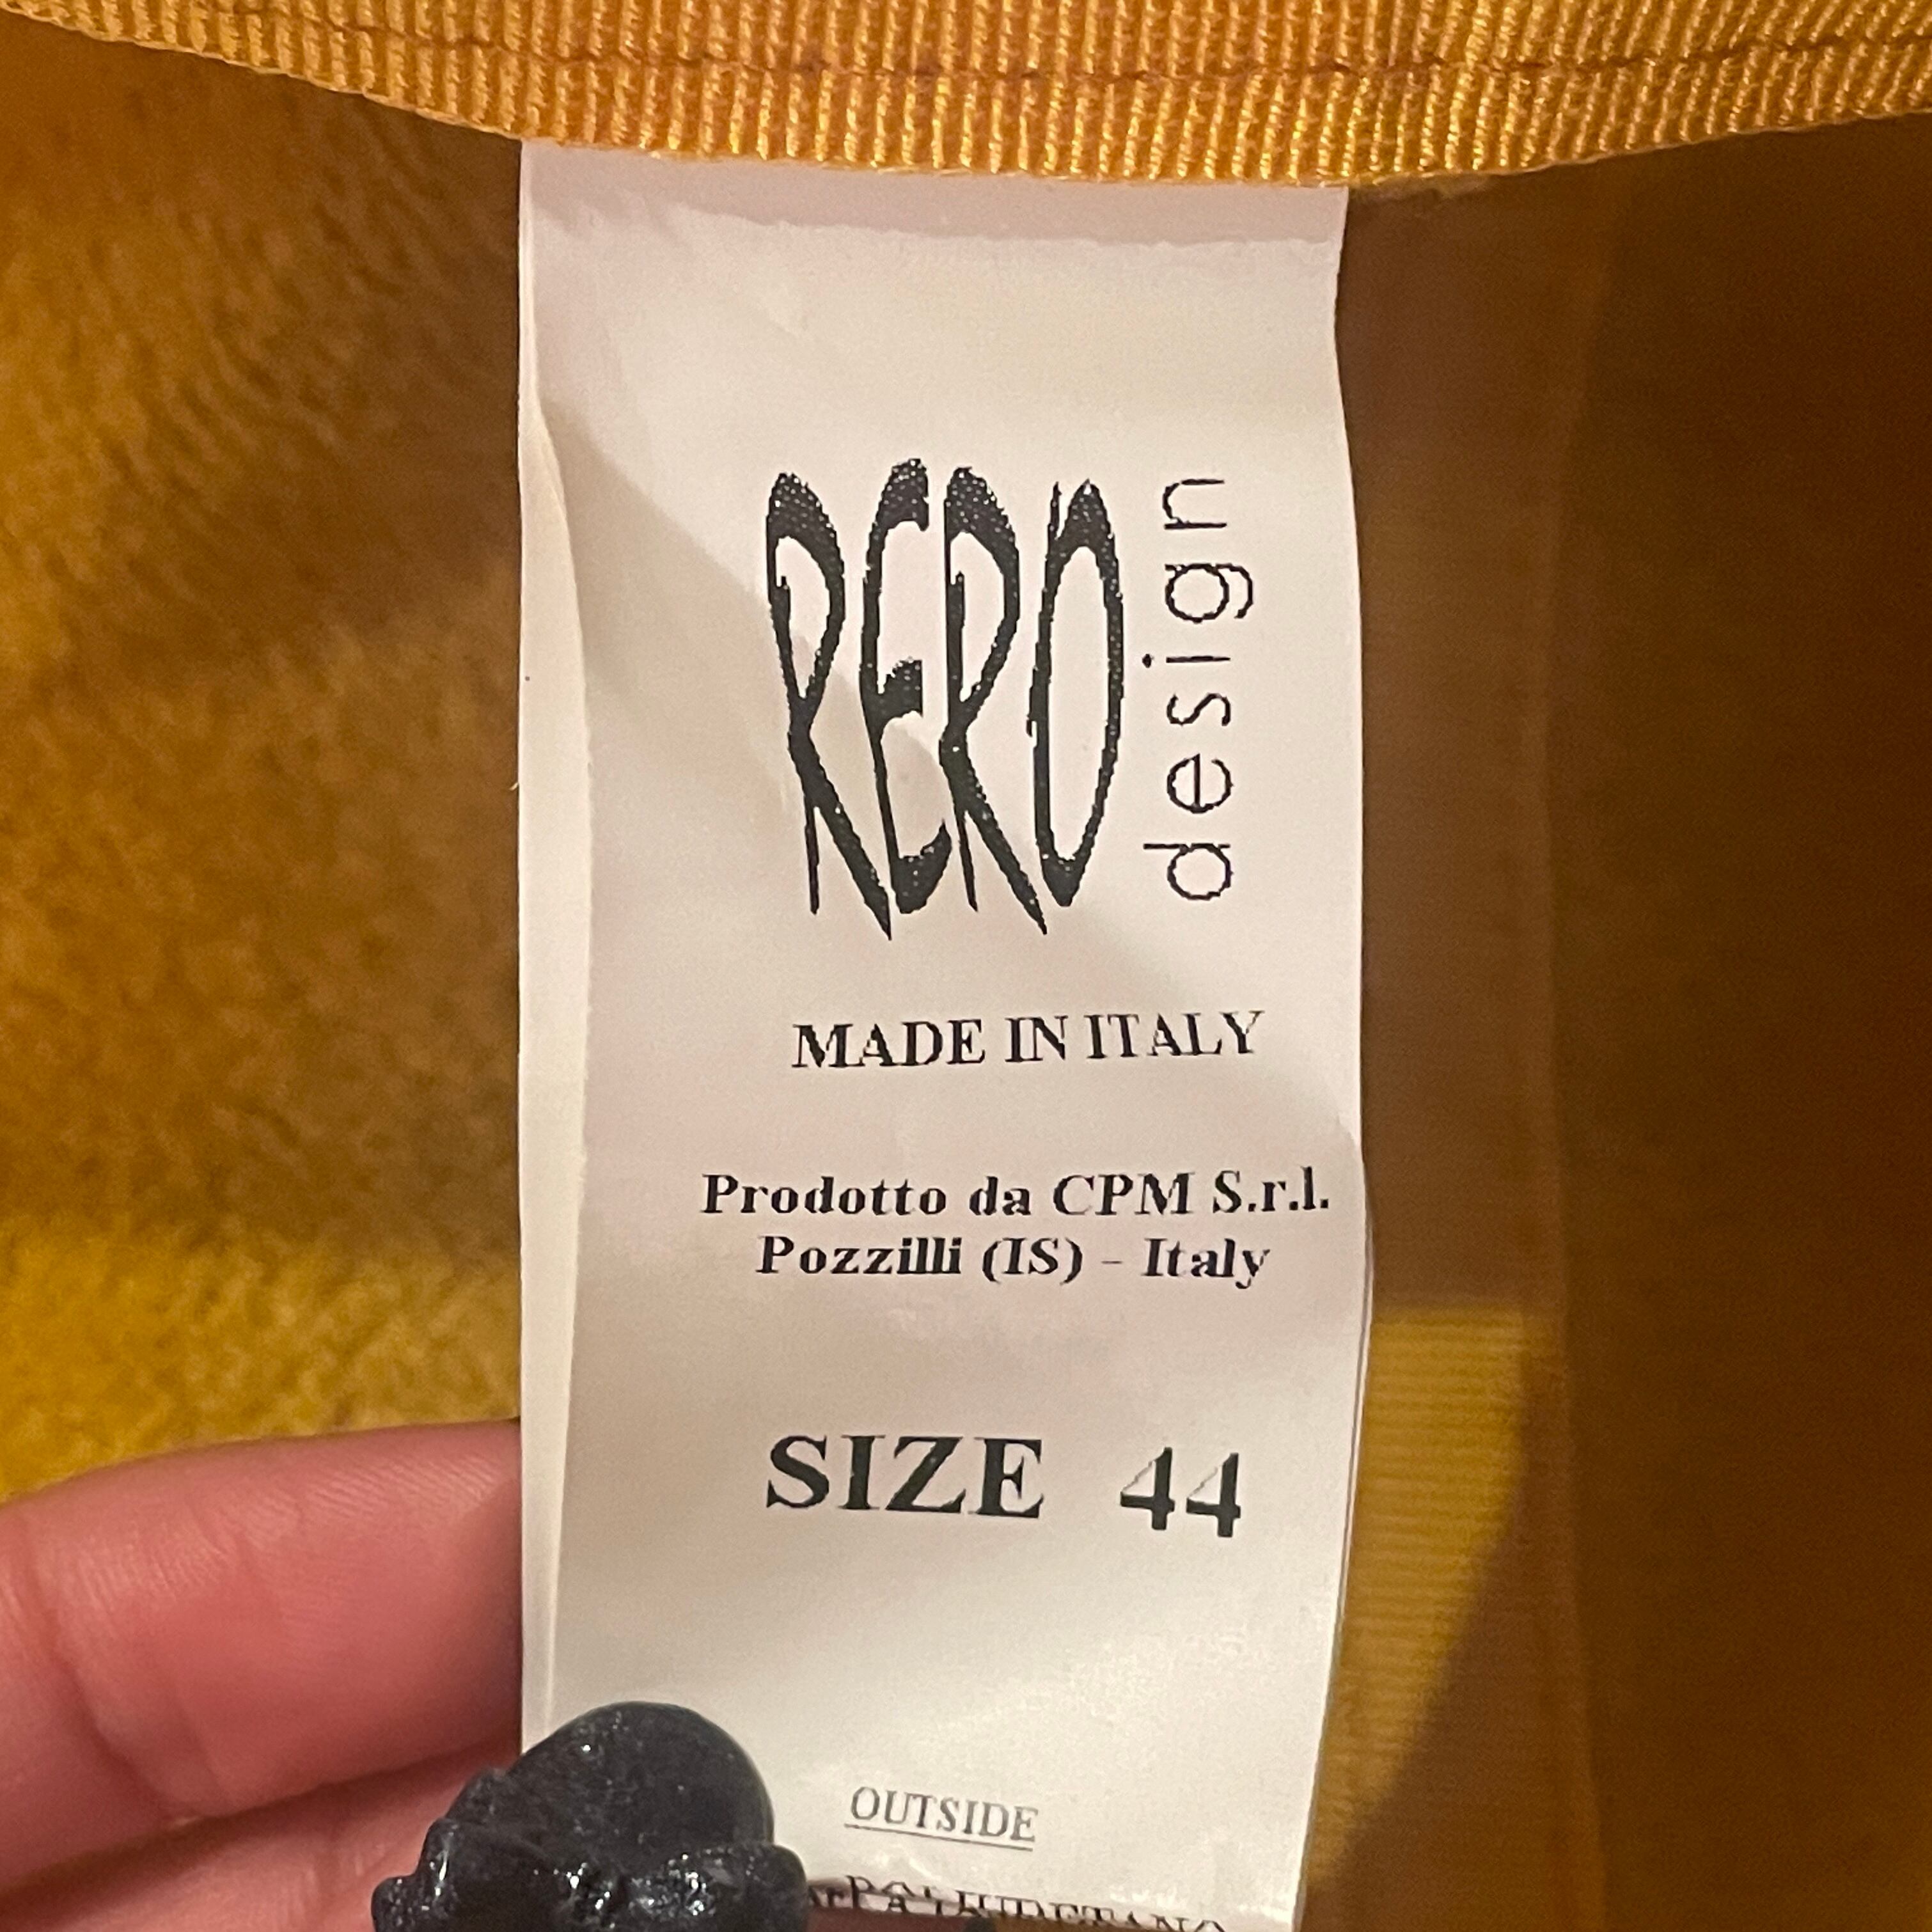 RERO
design
MADE IN ITALY
Prodotto da CPM S.r.l.
Pozzilli (IS) - Italy
SIZE 44
OUTSIDE